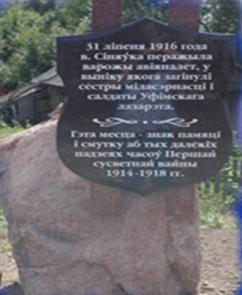 31 ліпеня 1916 года
в. Сіняўка перажыла
варожы авіяналет, у
выніку якога загінулі
сёстры міласэрнасці і
салдаты Уфімскага
лазарэта.
Гэта месца - знак памяці
і смутку аб тых далёкіх
падзеях часоў Першай
сусветнай вайны
1914-1918 гг.